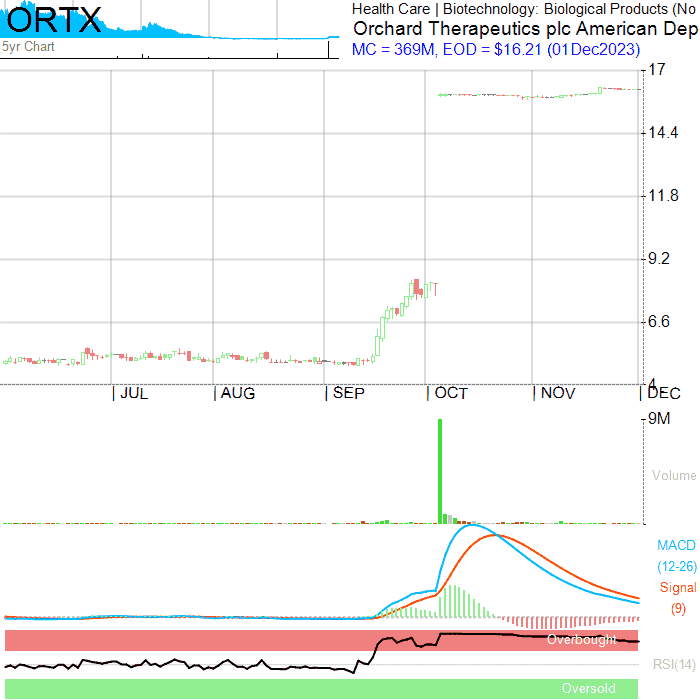 ORTX
5yr Chart
Health Care | Biotechnology: Biological Products (No
Orchard Therapeutics plc American Dep
MC = 369M, EOD = $16.21 (01Dec2023)
17
14.4
11.8
9.2
6.6
4
JUL
AUG
SEP
OCT
NOV
DEC
9M
Volume
MACD
(12-26)
Signal
(9)
Overbought
RSI(14)
Oversold